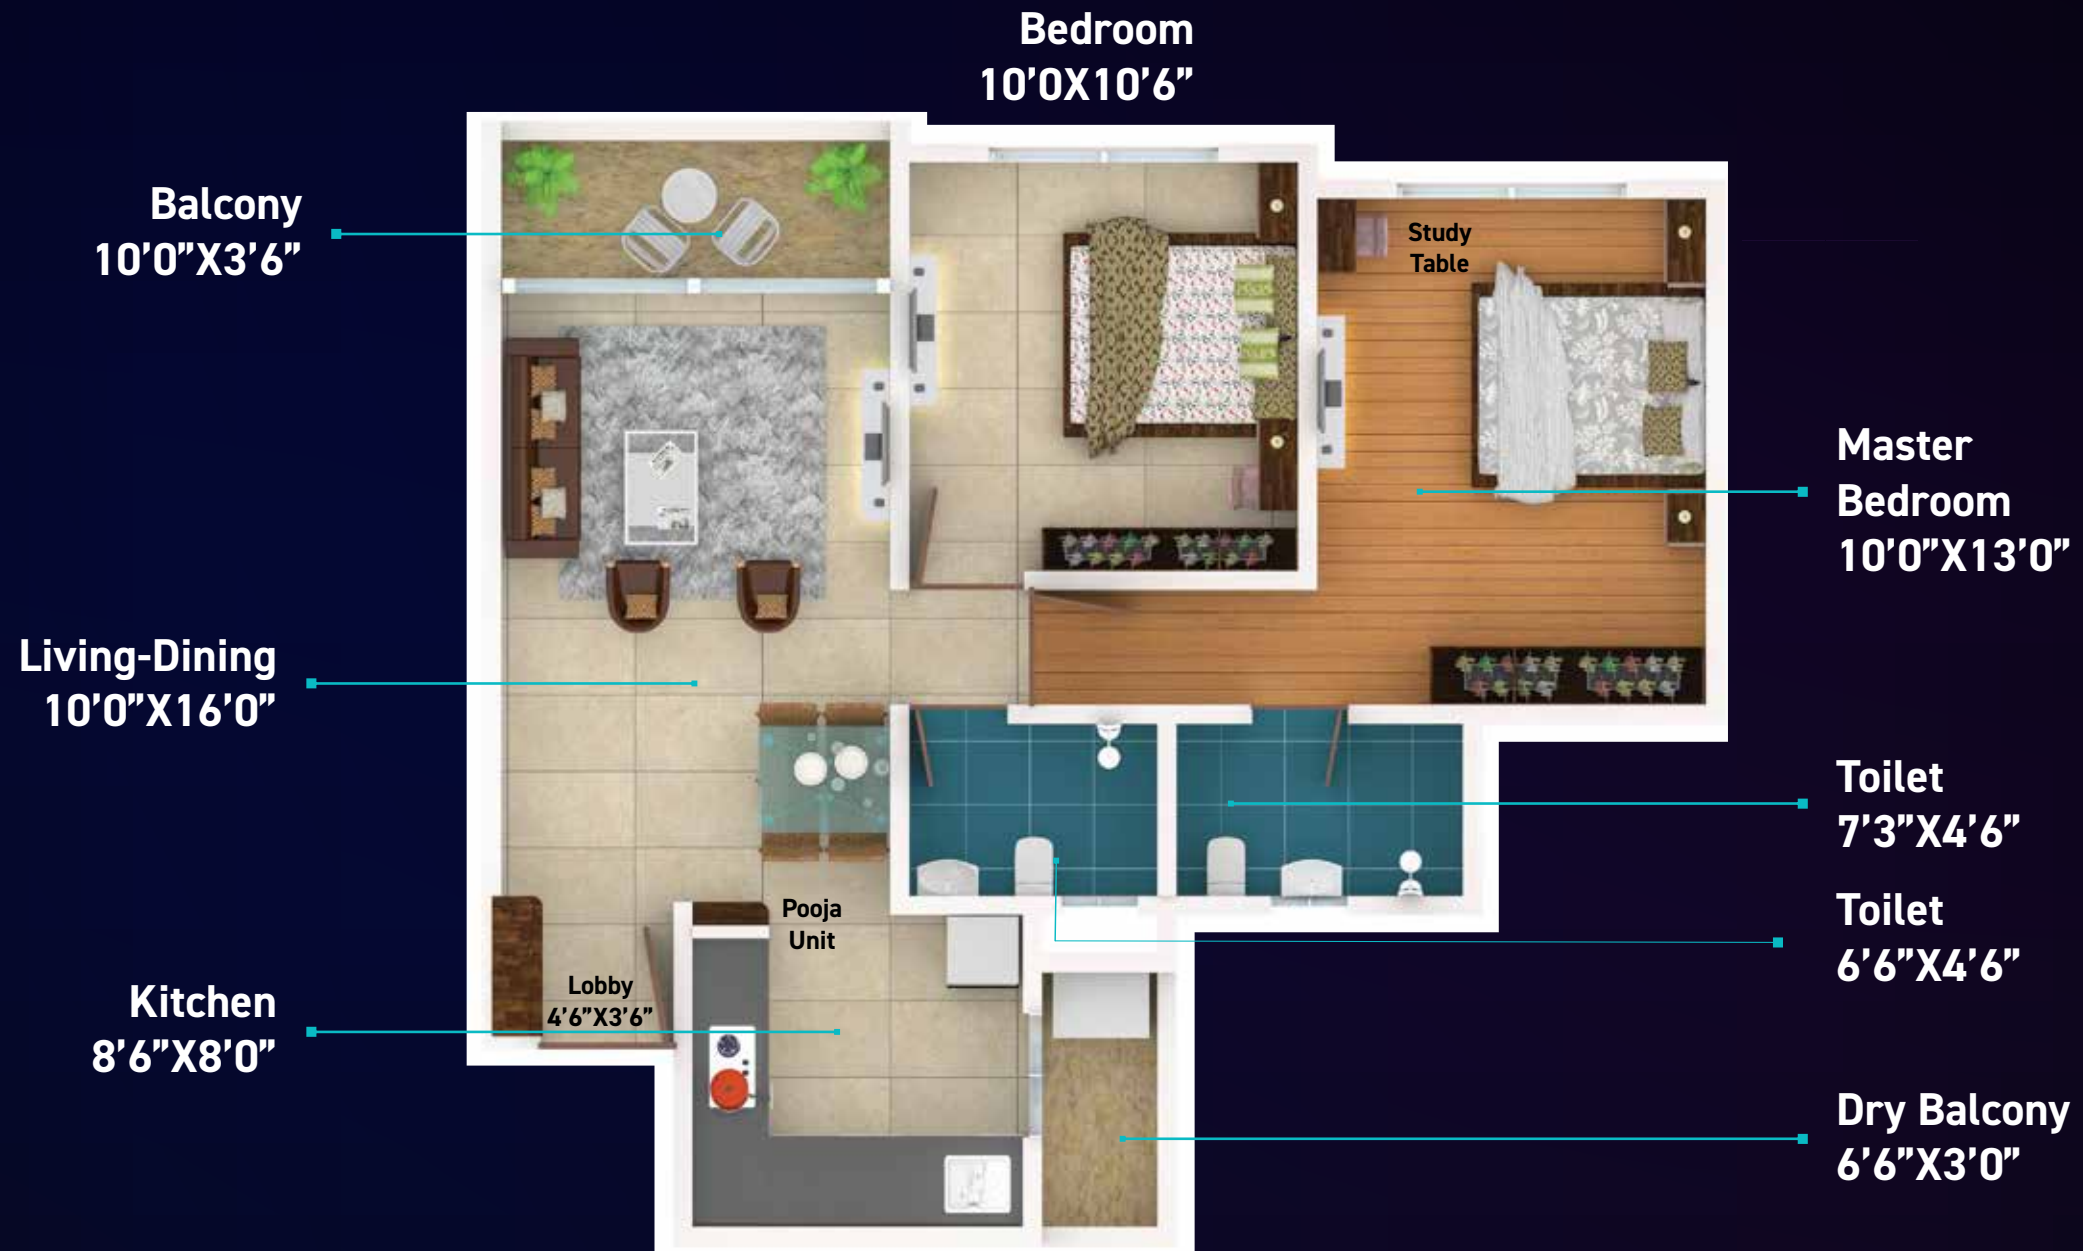 Bedroom
10’0X10’6”
Balcony
10’0”X3’6”
Study
Table
Master
Bedroom
10’0”X13’0”
Living-Dining
10’0”X16’0”
Toilet
7’3”X4’6”
Toilet
6’6”X4’6”
Pooja
Unit
Lobby
4’6”X3’6”
Kitchen
8’6”X8’0”
Dry Balcony
6’6”X3’0”